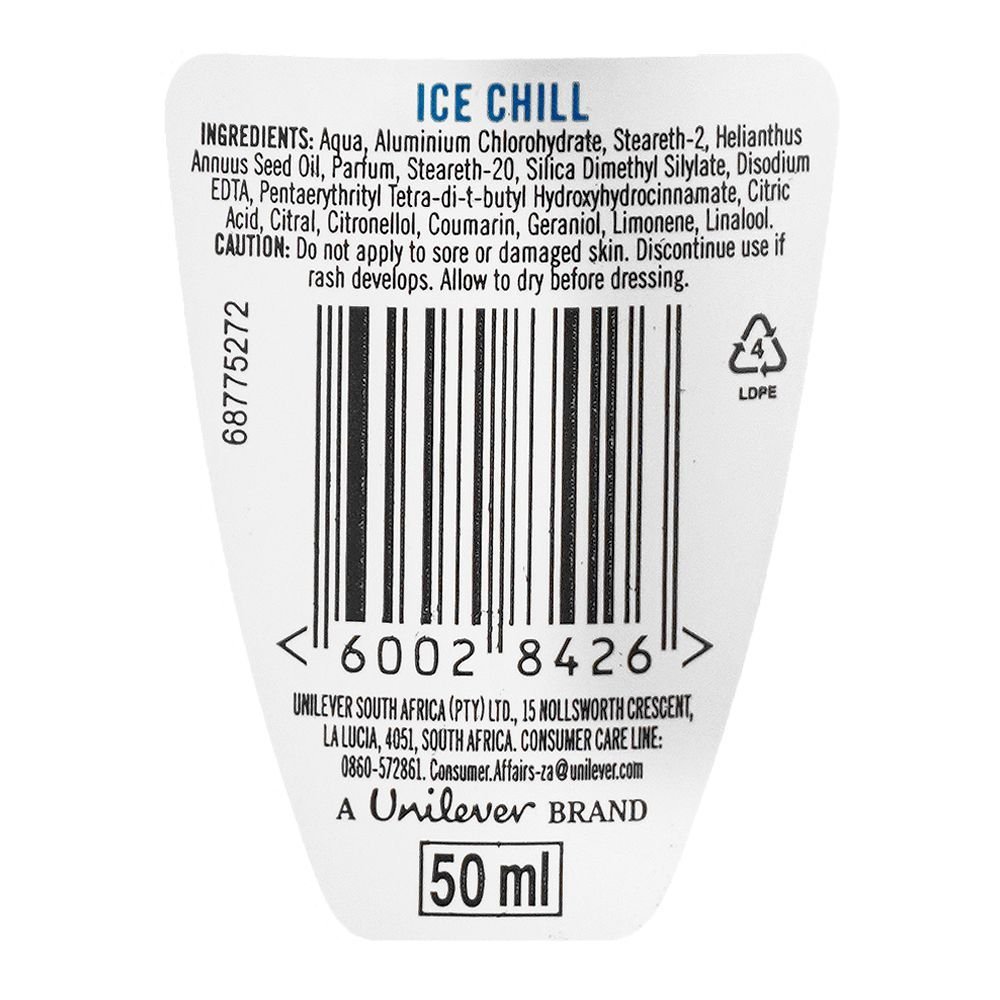 ICE CHILL
INGREDIENTS: Aqua, Aluminium Chlorohydrate, Steareth-2, Helianthus
Annuus Seed Oil, Parfum, Steareth-20, Silica Dimethyl Silylate, Disodium
EDTA, Pentaerythrityl Tetra-di-t-butyl Hydroxyhydrocinnamate, Citric
Acid, Citral, Citronellol, Coumarin, Geraniol, Limonene, Linalool.
CAUTION: Do not apply to sore or damaged skin. Discontinue use if
rash develops. Allow to dry before dressing.
68775272
4
LDPE
< 6002 8426 >
UNILEVER SOUTH AFRICA (PTY) LTD., 15 NOLLSWORTH CRESCENT,
LA LUCIA, 4051, SOUTH AFRICA. CONSUMER CARE LINE:
0860-572861. Consumer.Affairs-za@unilever.com
A Unilever BRAND
50 ml